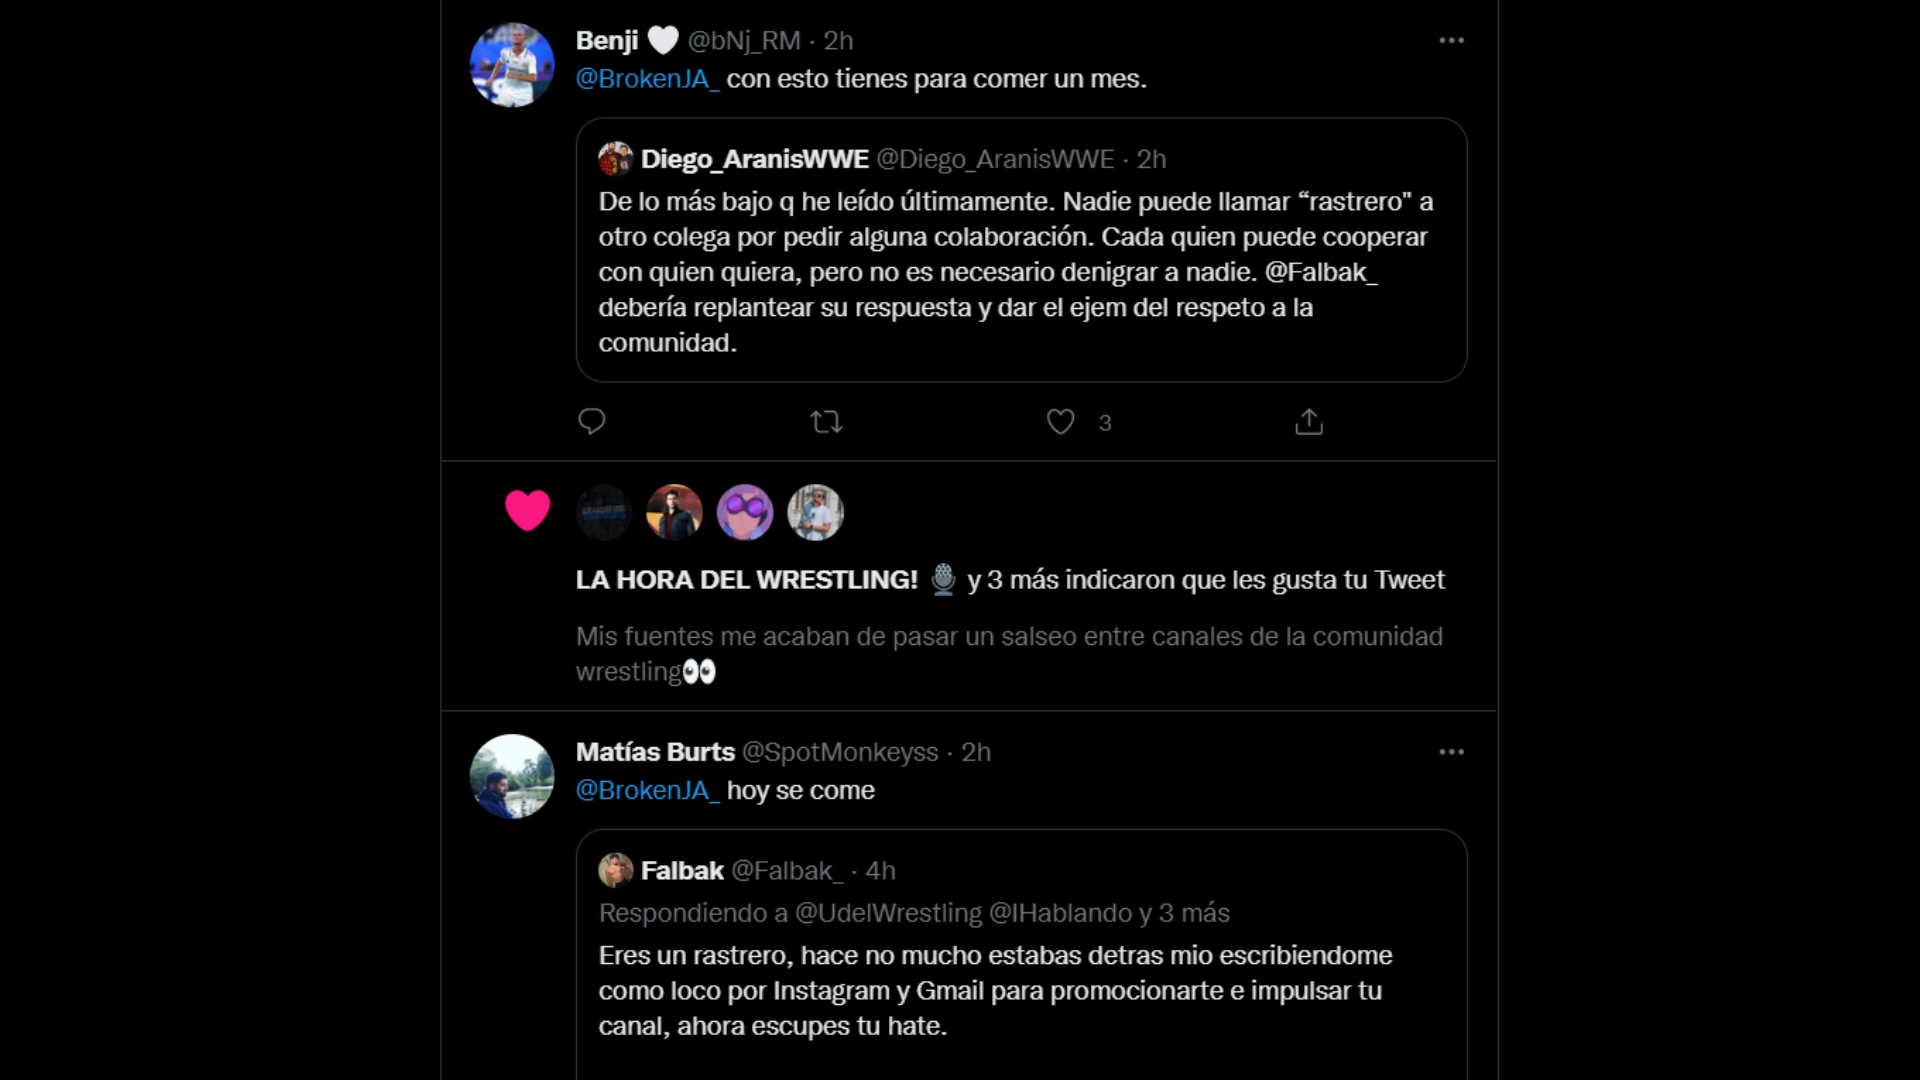 Benji 🤍 @bNj_RM · 2h
@BrokenJA_ con esto tienes para comer un mes.
Diego_AranisWWE @Diego_AranisWWE · 2h
De lo más bajo q he leído últimamente. Nadie puede llamar “rastrero" a
otro colega por pedir alguna colaboración. Cada quien puede cooperar
con quien quiera, pero no es necesario denigrar a nadie. @Falbak_
debería replantear su respuesta y dar el ejem del respeto a la
comunidad.
3
LA HORA DEL WRESTLING! 🎙 y 3 más indicaron que les gusta tu Tweet
Mis fuentes me acaban de pasar un salseo entre canales de la comunidad
wrestling👀
Matías Burts @SpotMonkeyss · 2h
@BrokenJA_ hoy se come
Falbak @Falbak_ · 4h
Respondiendo a @UdelWrestling @IHablando y 3 más
Eres un rastrero, hace no mucho estabas detras mio escribiendome
como loco por Instagram y Gmail para promocionarte e impulsar tu
canal, ahora escupes tu hate.